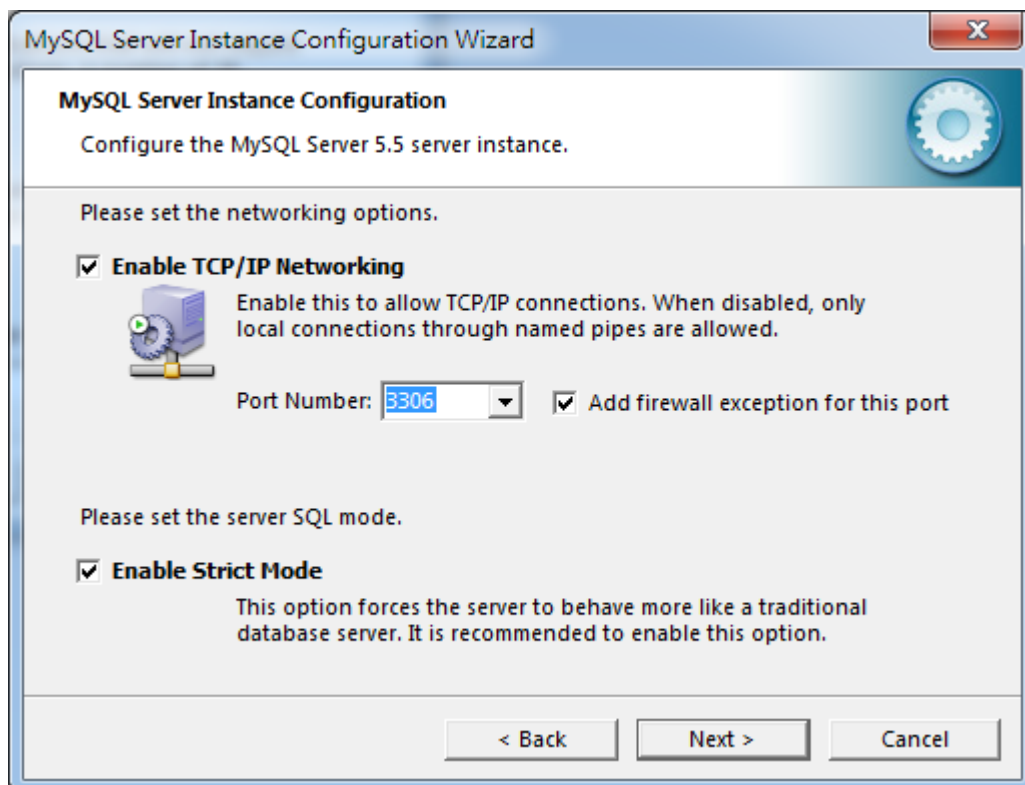 MySQL Server Instance Configuration Wizard
MySQL Server Instance Configuration
Configure the MySQL Server 5.5 server instance.
Please set the networking options.
Enable TCP/IP Networking
Enable this to allow TCP/IP connections. When disabled, only
local connections through named pipes are allowed.
Port Number: 3306 Add firewall exception for this port
Please set the server SQL mode.
Enable Strict Mode
This option forces the server to behave more like a traditional
database server. It is recommended to enable this option.
< Back Next > Cancel